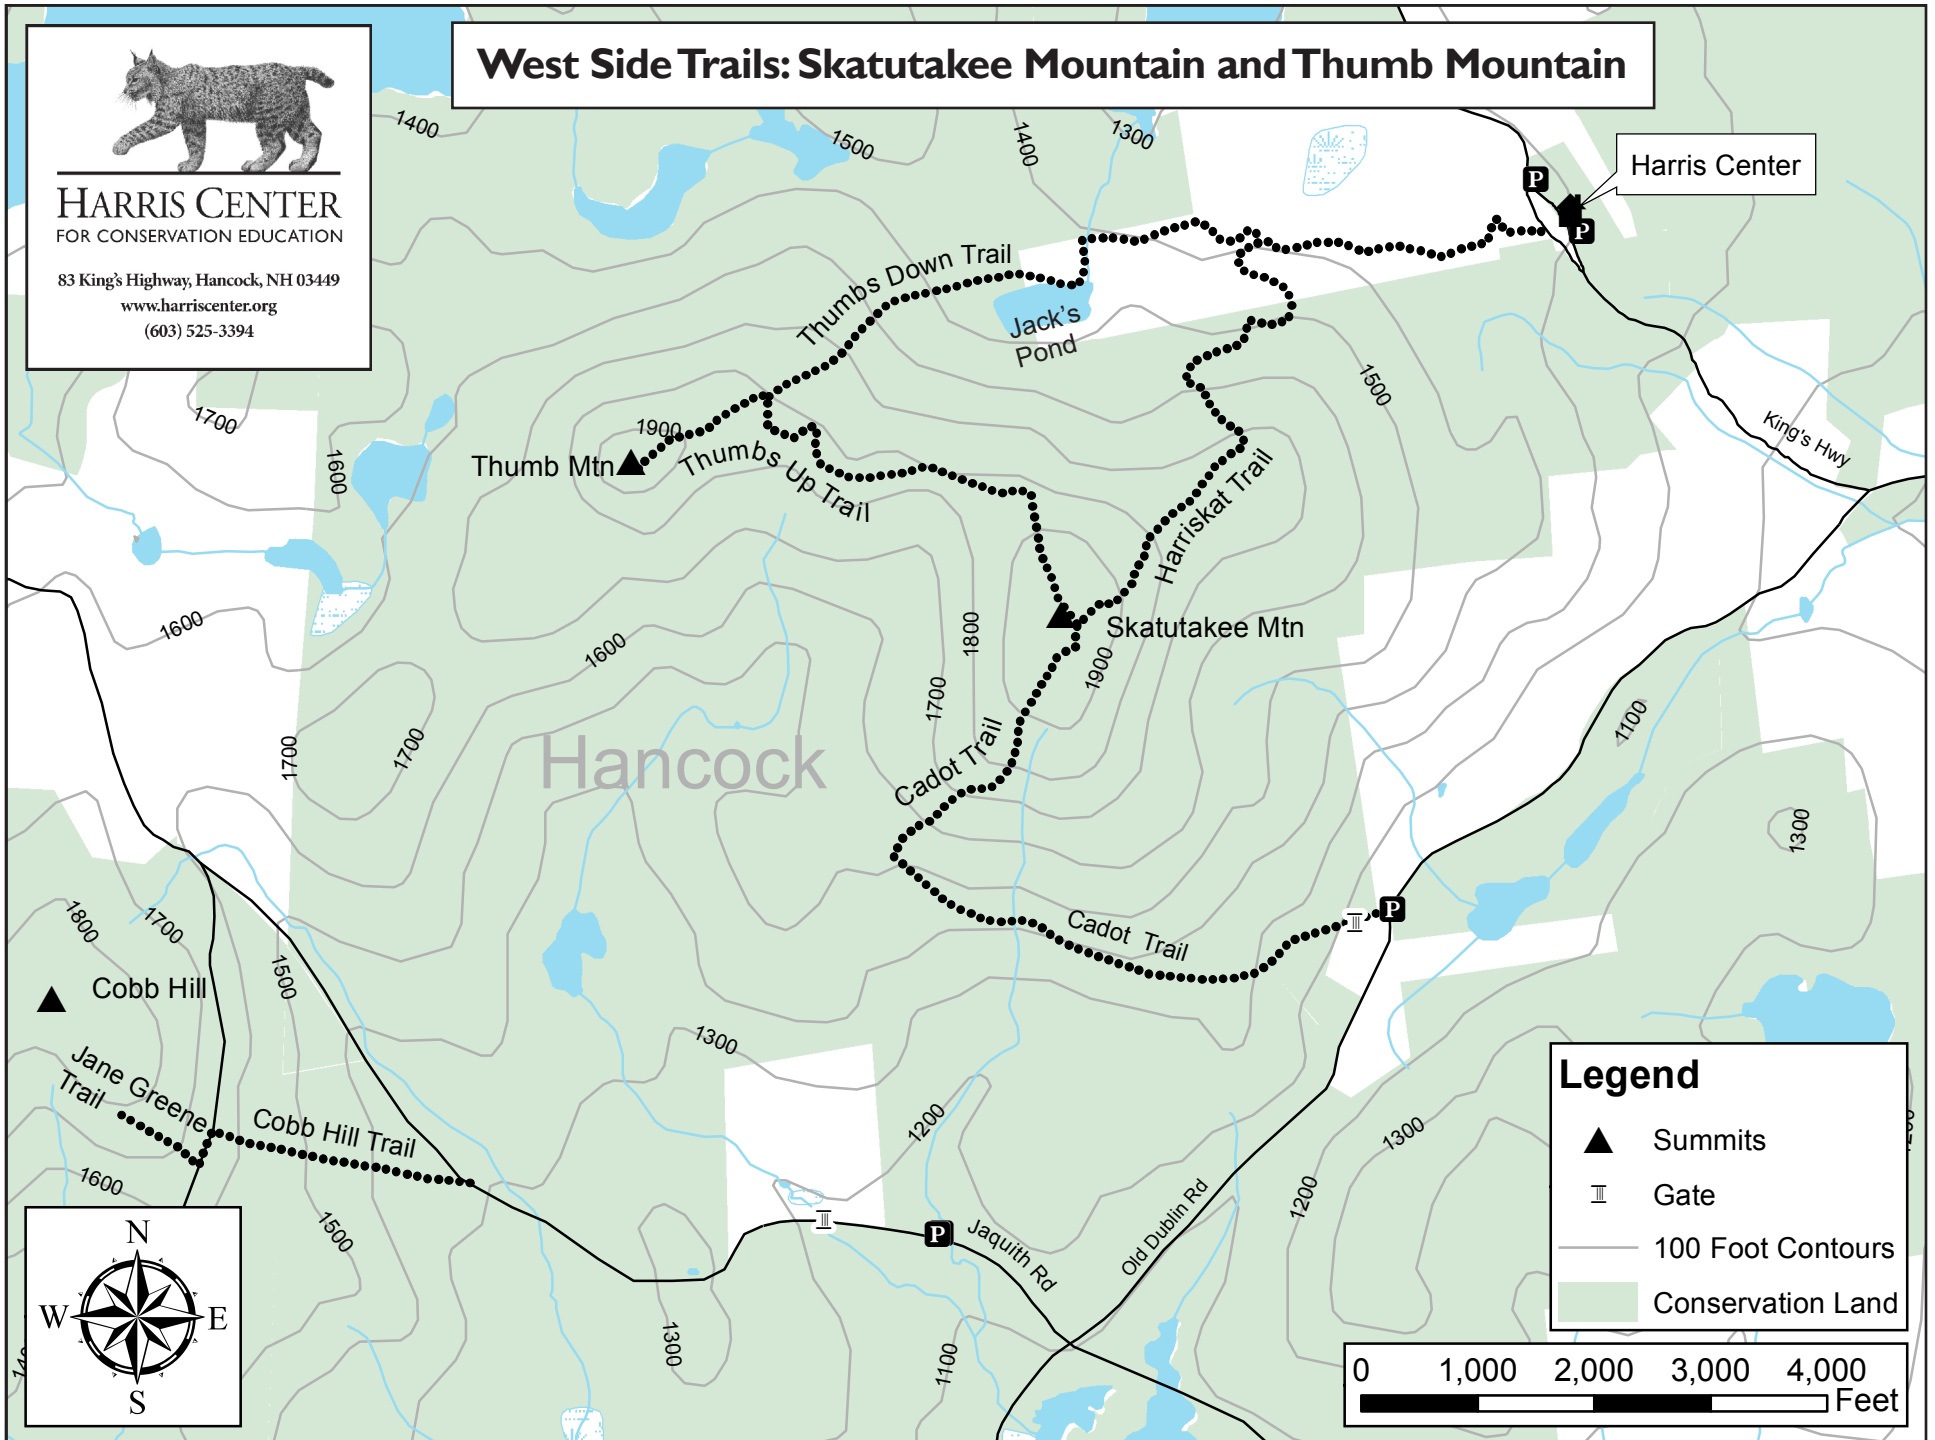 West Side Trails: Skatutakee Mountain and Thumb Mountain
HARRIS CENTER
FOR CONSERVATION EDUCATION
83 King's Highway, Hancock, NH 03449
www.harriscenter.org
(603) 525-3394
1400
1500
1400
1300
P
Harris Center
P
Thumbs Down Trail
Jack's
Pond
1700
1600
1900
Thumb Mtn
Thumbs Up Trail
1500
King's Hwy
Harriskat Trail
1600
1600
1800
Skatutakee Mtn
1900
1700
1700
1700
1100
Hancock
Cadot Trail
1300
1800
1700
P
Cadot Trail
1500
Cobb Hill
1300
Jane Greene
Trail
Cobb Hill Trail
1200
1300
1600
1500
1200
P
Jaquith Rd
Old Dublin Rd
1300
1100
N
W
E
S
Legend
Summits
Gate
100 Foot Contours
Conservation Land
0 1,000 2,000 3,000 4,000
Feet